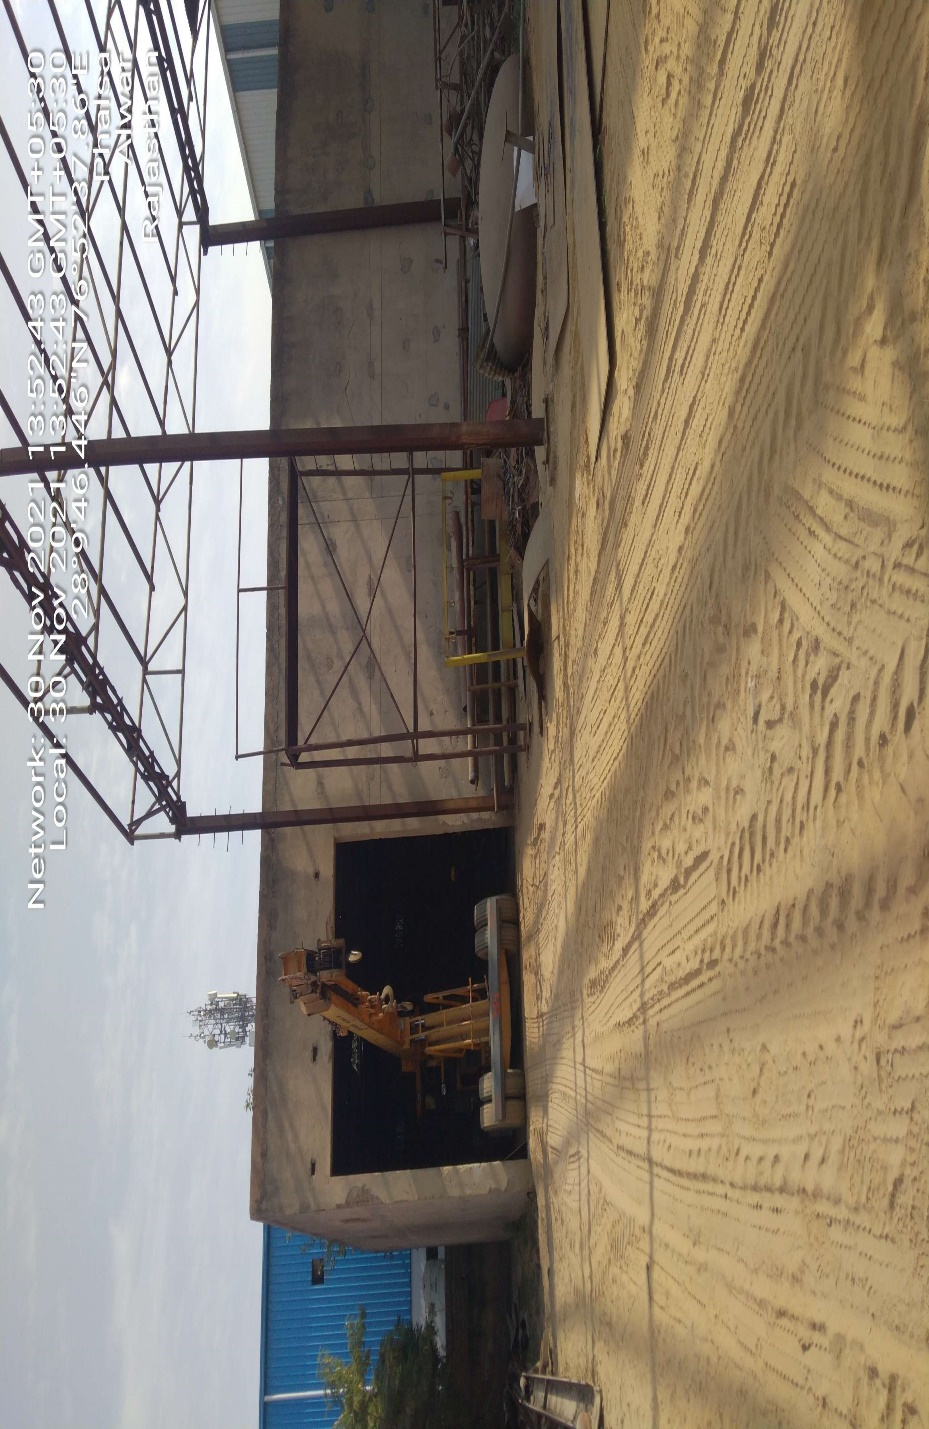 Network: 30 Nov 2021 13:52:43 GMT+05:30
Local: 30 Nov 2021 13:52:43 GMT+05:30
28°9'46.446"N 76°52'37.86"E
Phalsa
Alwar
Rajasthan